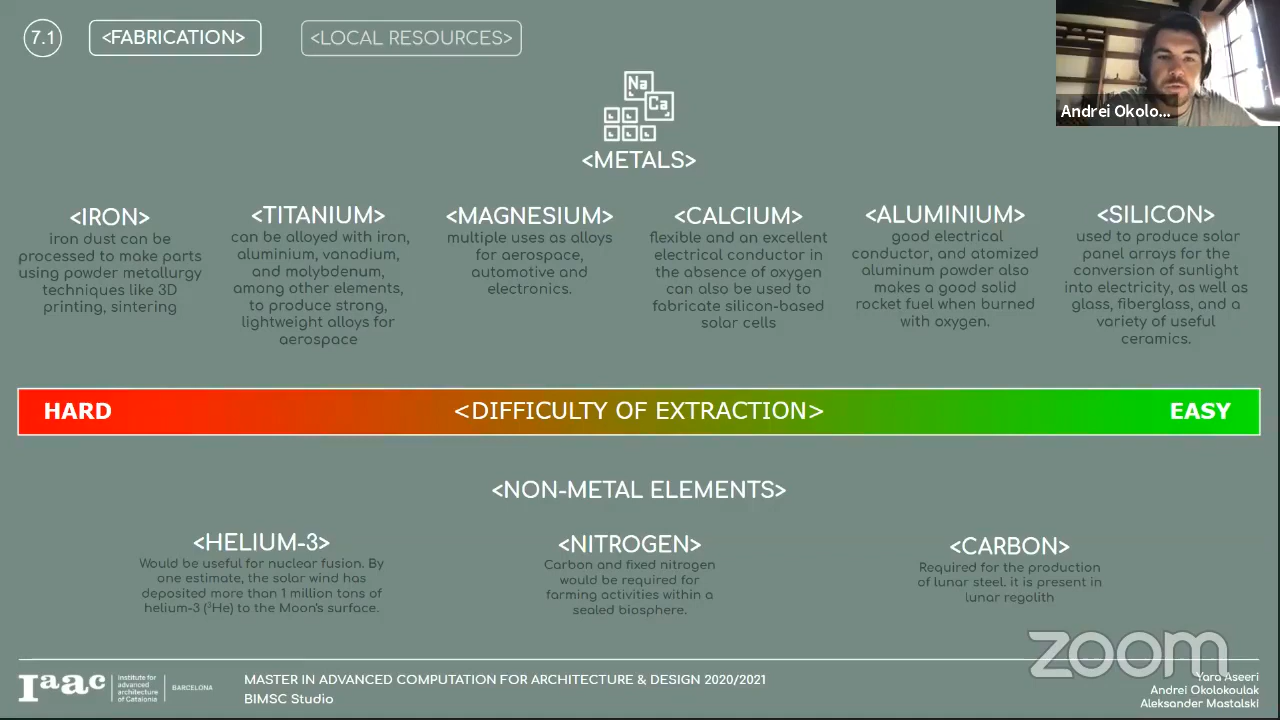 7.1
<FABRICATION>
<LOCAL RESOURCES>
Andrei Okolo...
Na
Ca
<METALS>
<IRON>
iron dust can be
processed to make parts
using powder metallurgy
techniques like 3D
printing, sintering
<TITANIUM>
can be alloyed with iron,
aluminium, vanadium,
and molybdenum,
among other elements,
to produce strong,
lightweight alloys for
aerospace
<MAGNESIUM>
multiple uses as alloys
for aerospace,
automotive and
electronics.
<CALCIUM>
flexible and an excellent
electrical conductor in
the absence of oxygen
can also be used to
fabricate silicon-based
solar cells
<ALUMINIUM>
good electrical
conductor, and atomized
aluminum powder also
makes a good solid
rocket fuel when burned
with oxygen.
<SILICON>
used to produce solar
panel arrays for the
conversion of sunlight
into electricity, as well as
glass, fiberglass, and a
variety of useful
ceramics.
HARD
<DIFFICULTY OF EXTRACTION>
EASY
<NON-METAL ELEMENTS>
<HELIUM-3>
Would be useful for nuclear fusion. By
one estimate, the solar wind has
deposited more than 1 million tons of
helium-3 (³He) to the Moon's surface.
<NITROGEN>
Carbon and fixed nitrogen
would be required for
farming activities within a
sealed biosphere.
<CARBON>
Required for the production
of lunar steel. it is present in
lunar regolith
zoom
Iaac
Institute for
advanced
architecture
of Catalonia
BARCELONA
MASTER IN ADVANCED COMPUTATION FOR ARCHITECTURE & DESIGN 2020/2021
BIMSC Studio
Yara Aseeri
Andrei Okolokoulak
Aleksander Mastalski